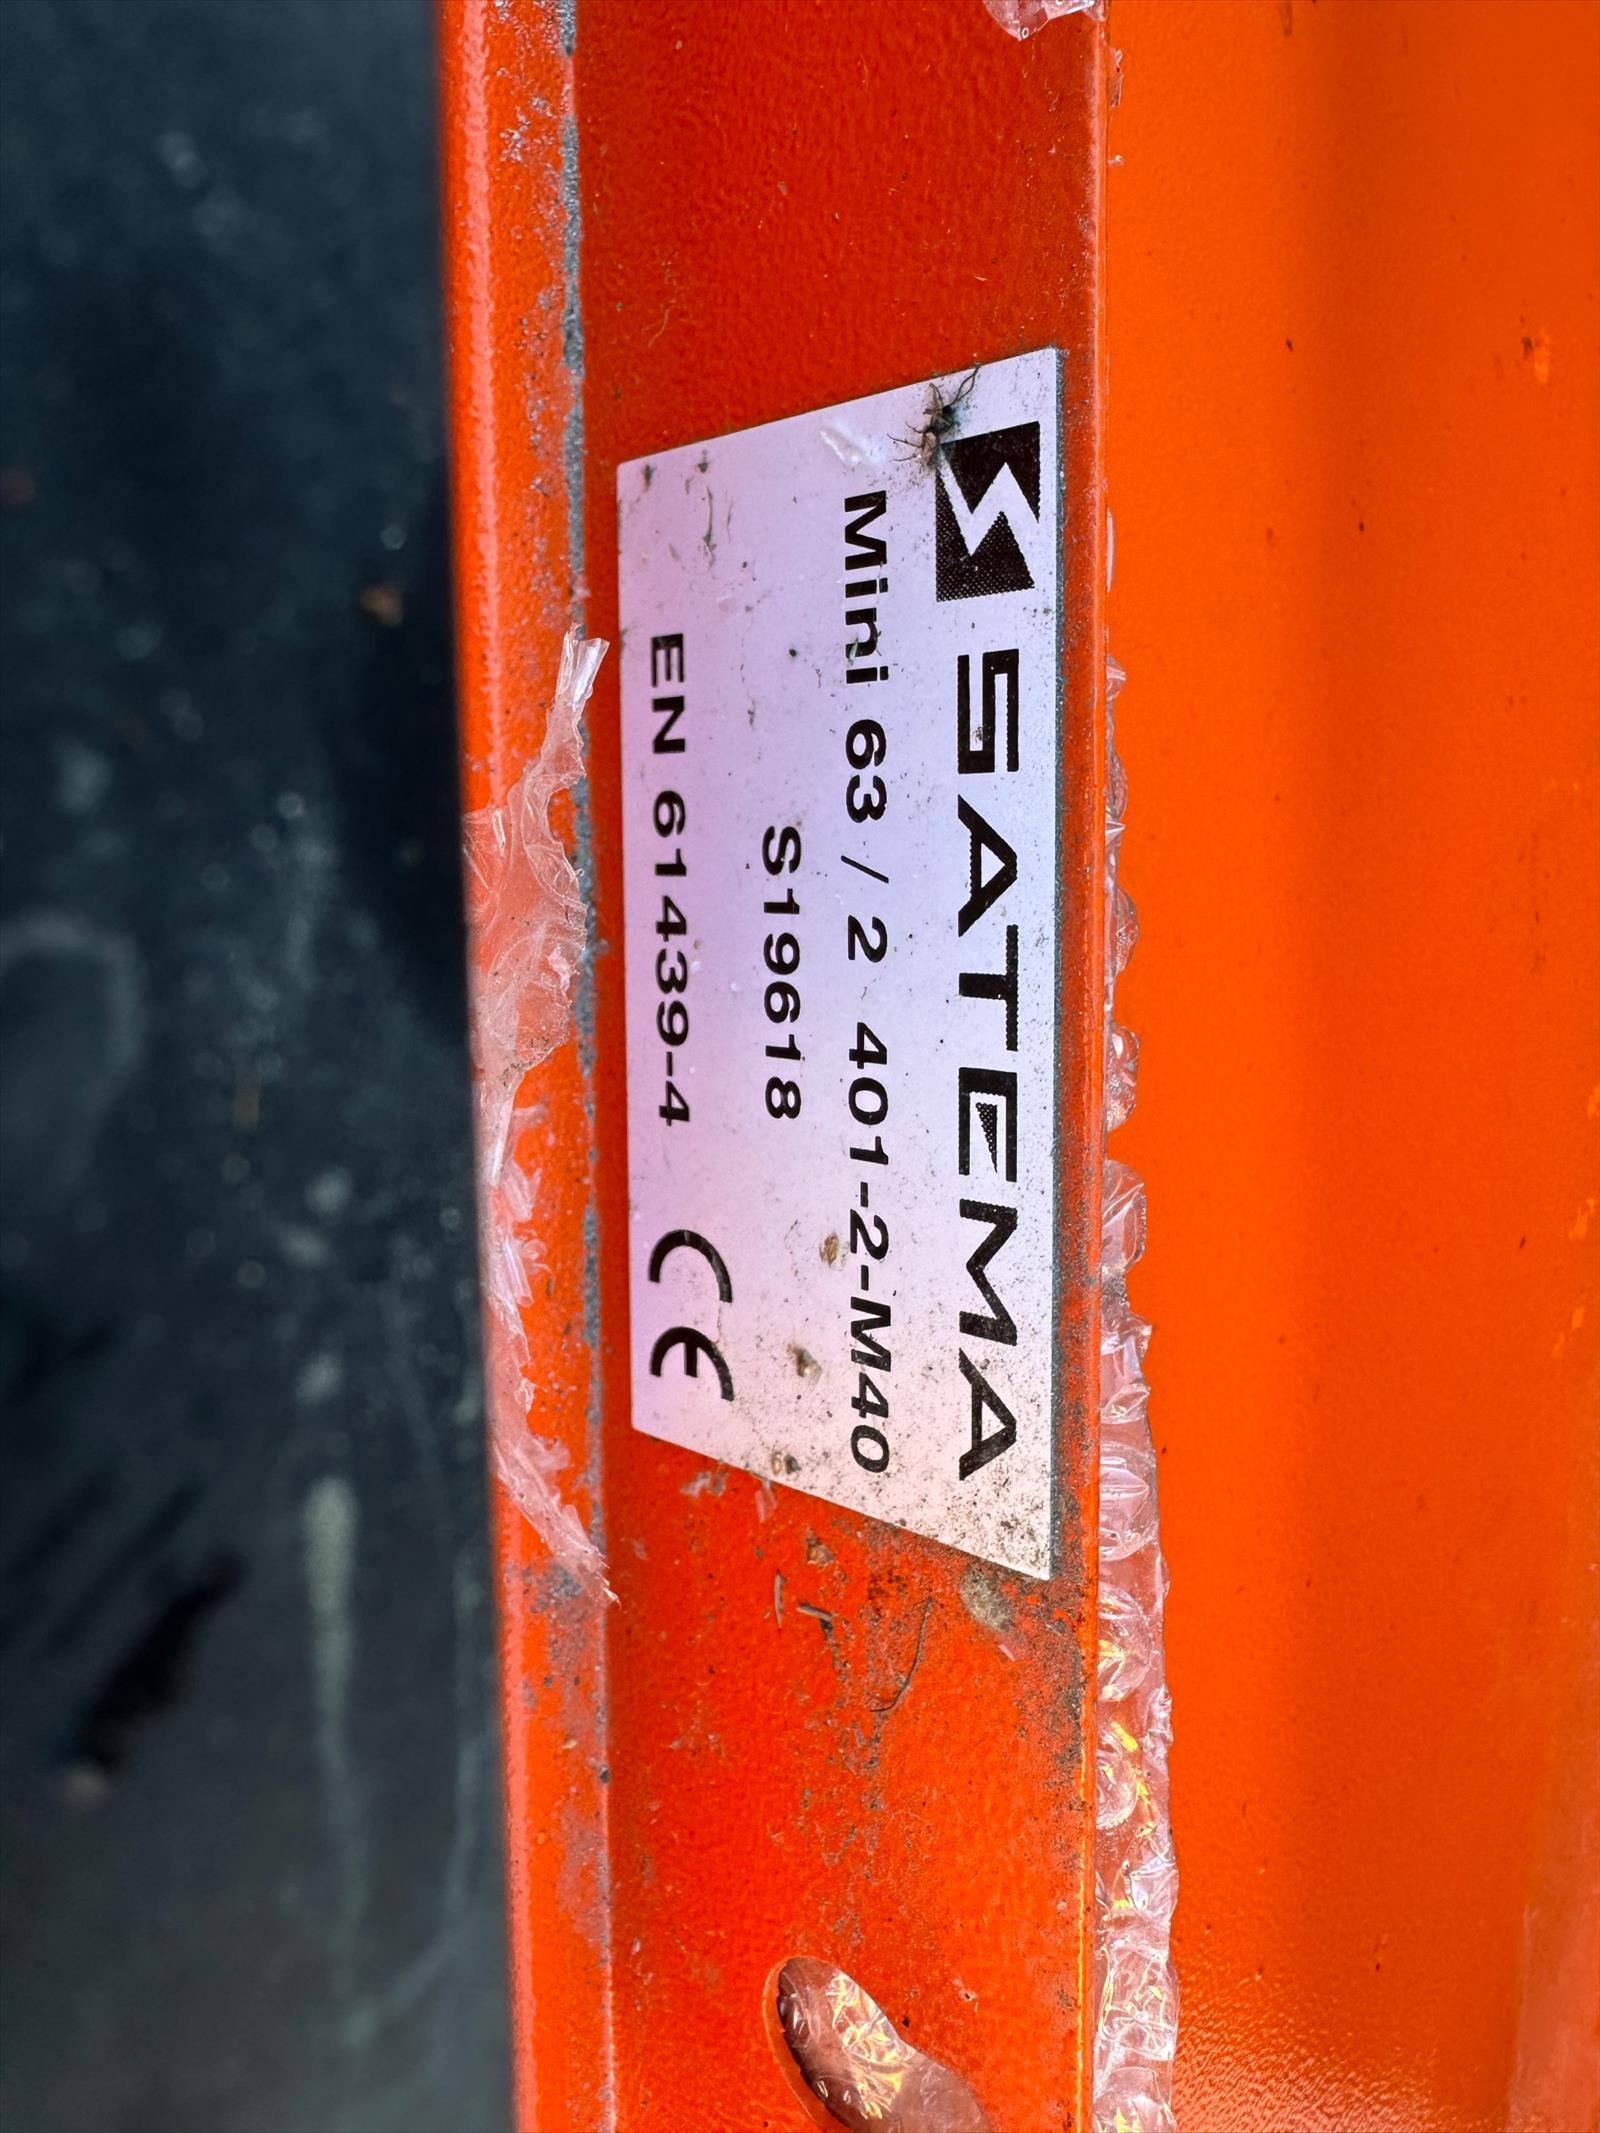 SATEMA
Mini 63 / 2 401-2-M40
S19618
EN 61439-4 CE